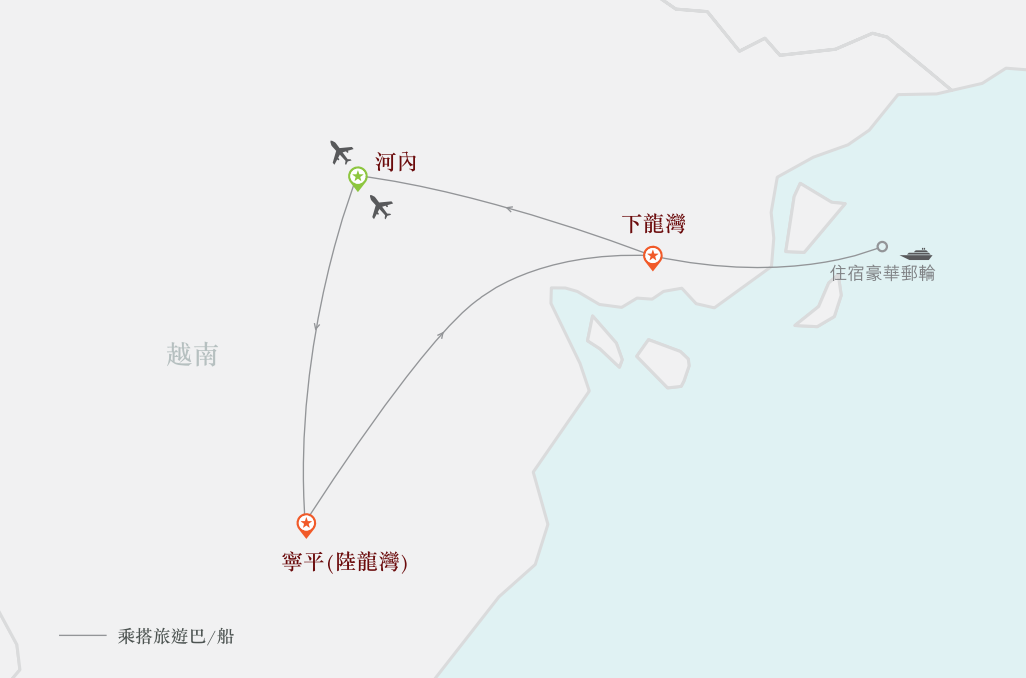 河內
下龍灣
住宿豪華郵輪
越南
寧平(陸龍灣)
乘搭旅遊巴/船